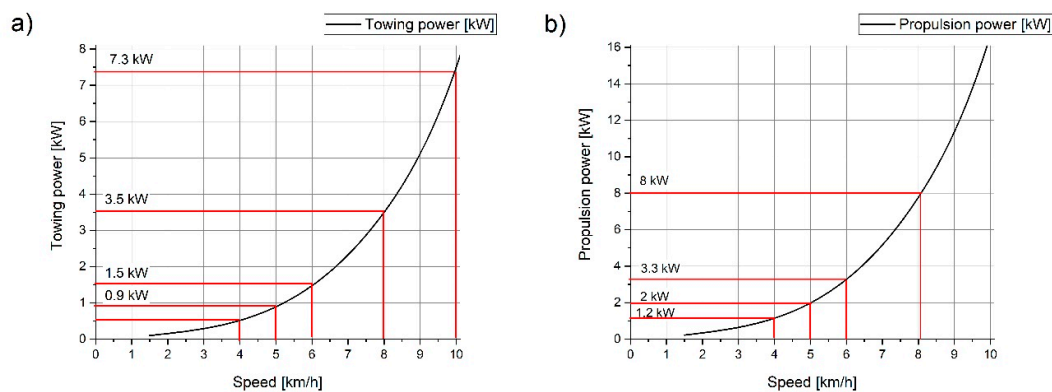 a)
Towing power [kW]
8
7
6
5
4
3
2
1
0
7.3 kW
3.5 kW
1.5 kW
0.9 kW
Towing power [kW]
0 1 2 3 4 5 6 7 8 9 10
Speed [km/h]
b)
Propulsion power [kW]
16
14
12
10
8
6
4
2
0
8 kW
3.3 kW
2 kW
1.2 kW
Propulsion power [kW]
0 1 2 3 4 5 6 7 8 9 10
Speed [km/h]